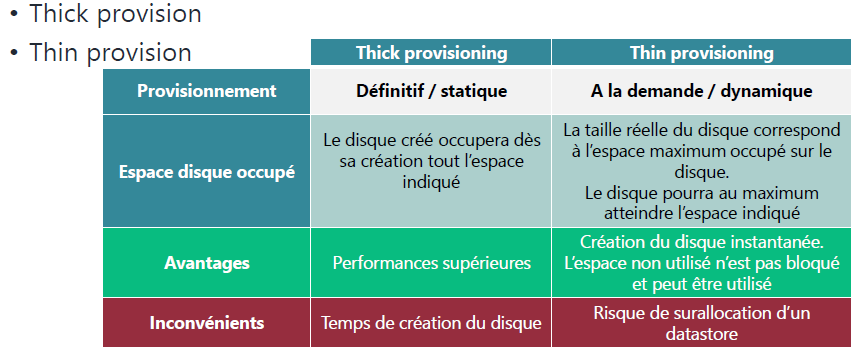 • Thick provision
• Thin provision
Thick provisioning Thin provisioning
Provisionnement Définitif / statique A la demande / dynamique
Espace disque occupé
Le disque créé occupera dès
sa création tout l'espace
indiqué
La taille réelle du disque correspond
à l'espace maximum occupé sur le
disque.
Le disque pourra au maximum
atteindre l'espace indiqué
Avantages
Performances supérieures
Création du disque instantanée.
L'espace non utilisé n'est pas bloqué
et peut être utilisé
Inconvénients
Temps de création du disque
Risque de surallocation d'un
datastore